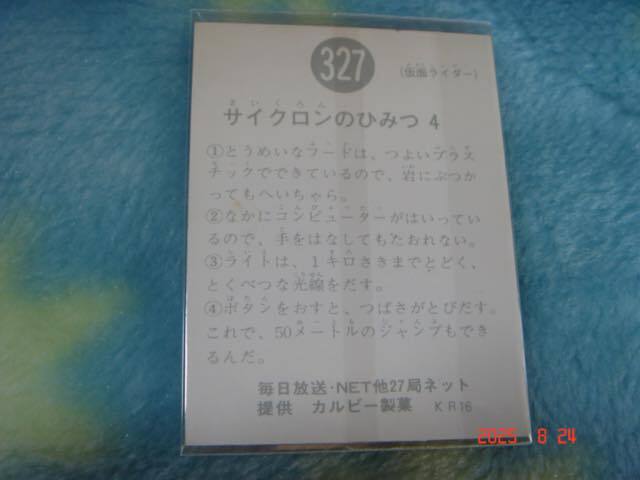 327
(仮面ライダー)
サイクロンのひみつ 4
①とうめいなフードは、つよいプラス
チックでできているので、岩にぶつか
ってもへいちゃら。
②なかにコンピューターがはいってい
るので、手をはなしてもたおれない。
③ライトは、1キロさきまでとどく、
とくべつな光線をだす。
④ボタンをおすと、つばさがとびだす。
これで、50メートルのジャンプもでき
るんだ。
毎日放送・NET他27局ネット
提供 カルビー製菓 KR16
2025 8 24